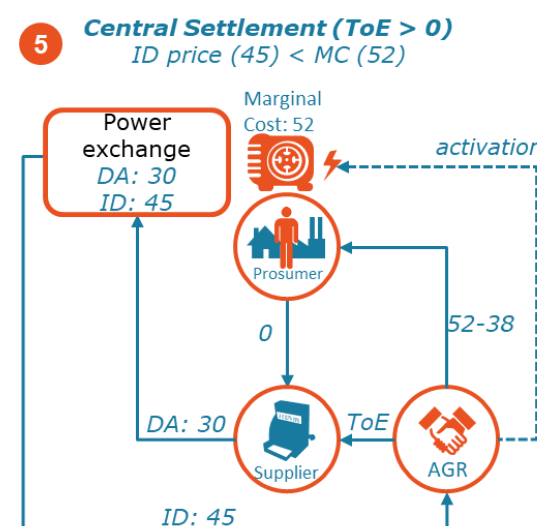 5
Central Settlement (ToE > 0)
ID price (45) < MC (52)
Marginal
Cost: 52
Power
exchange
DA: 30
ID: 45
activation
Prosumer
0
52-38
DA: 30
ToE
Supplier
AGR
ID: 45